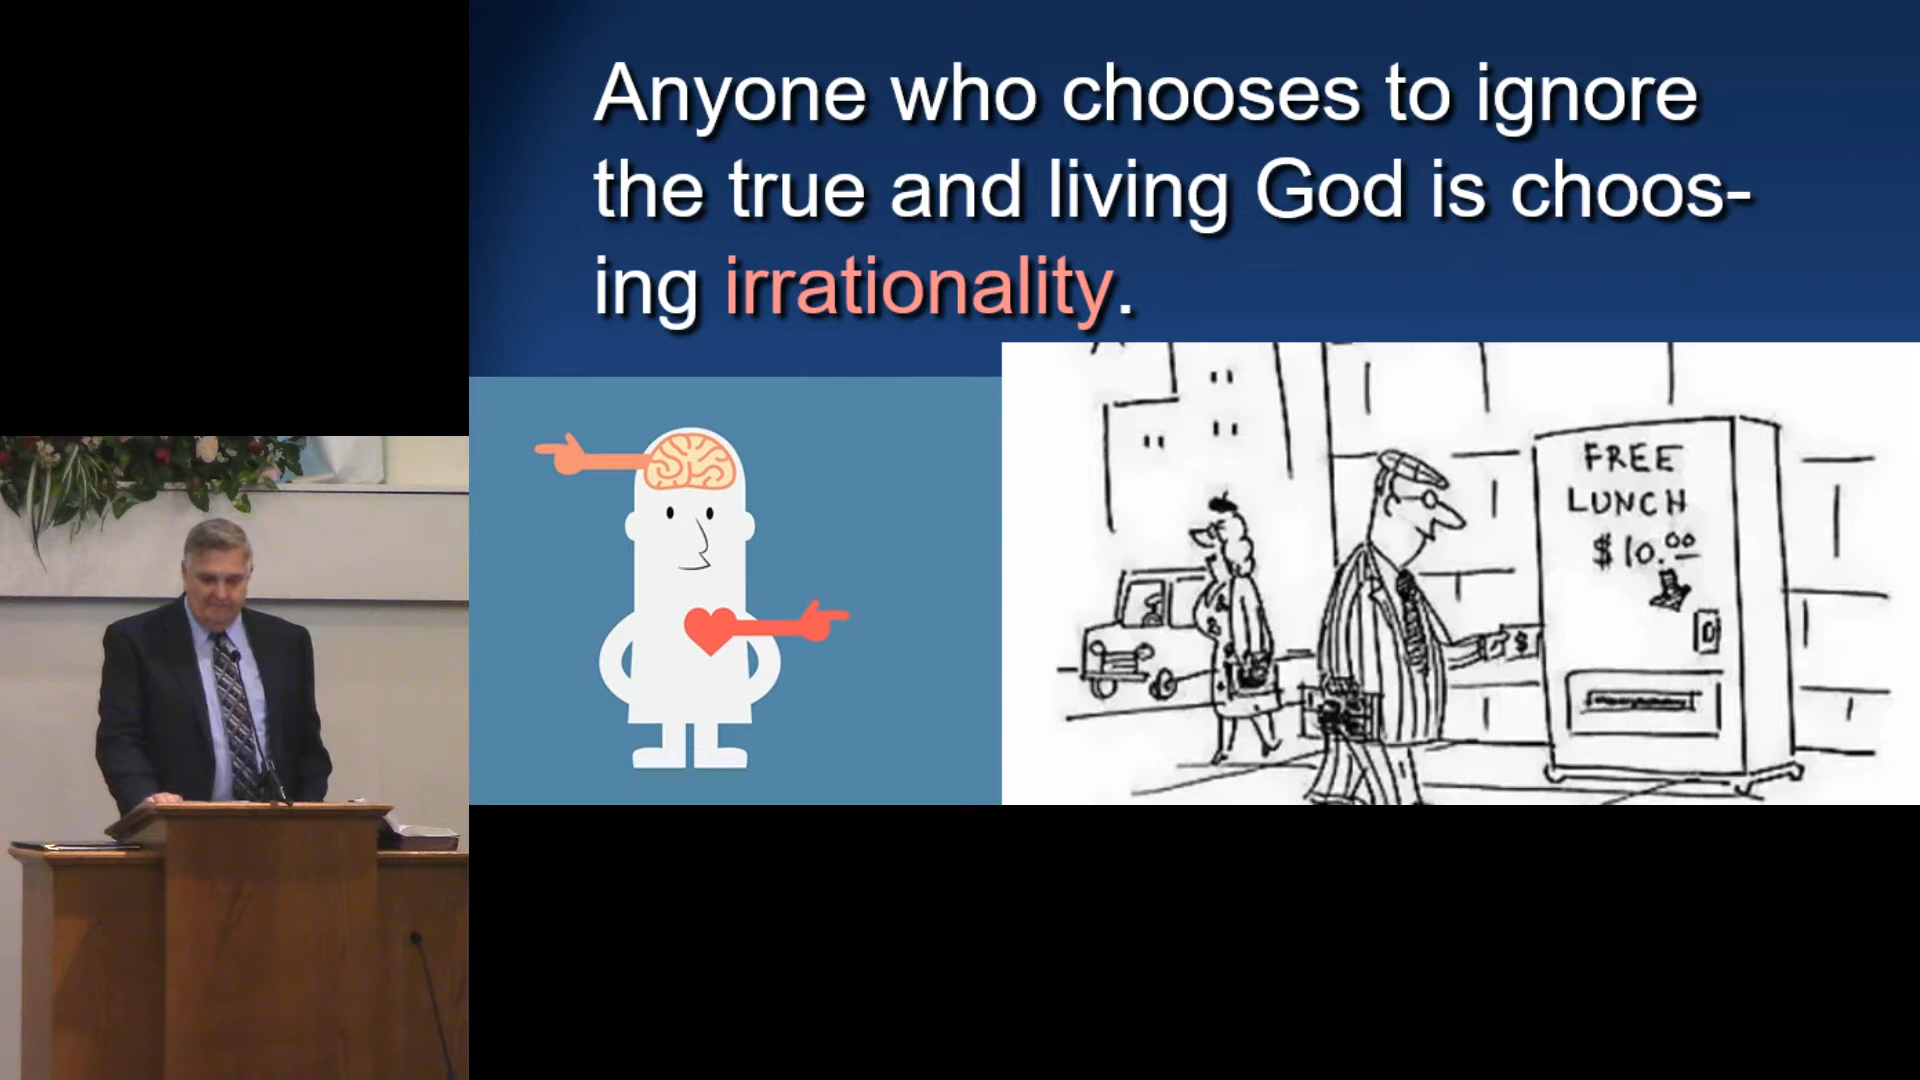 Anyone who chooses to ignore
the true and living God is choos-
ing irrationality.
FREE
LUNCH
$10.00
$